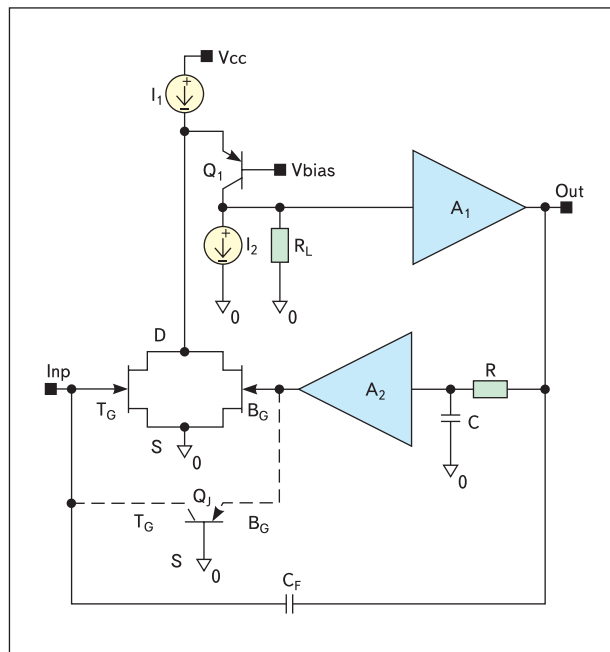 Vcc
I1
Q1
Vbias
A1
Out
I2
RL
0
0
D
Inp
R
TG
BG
A2
C
S
0
0
QJ
TG
BG
S
0
CF